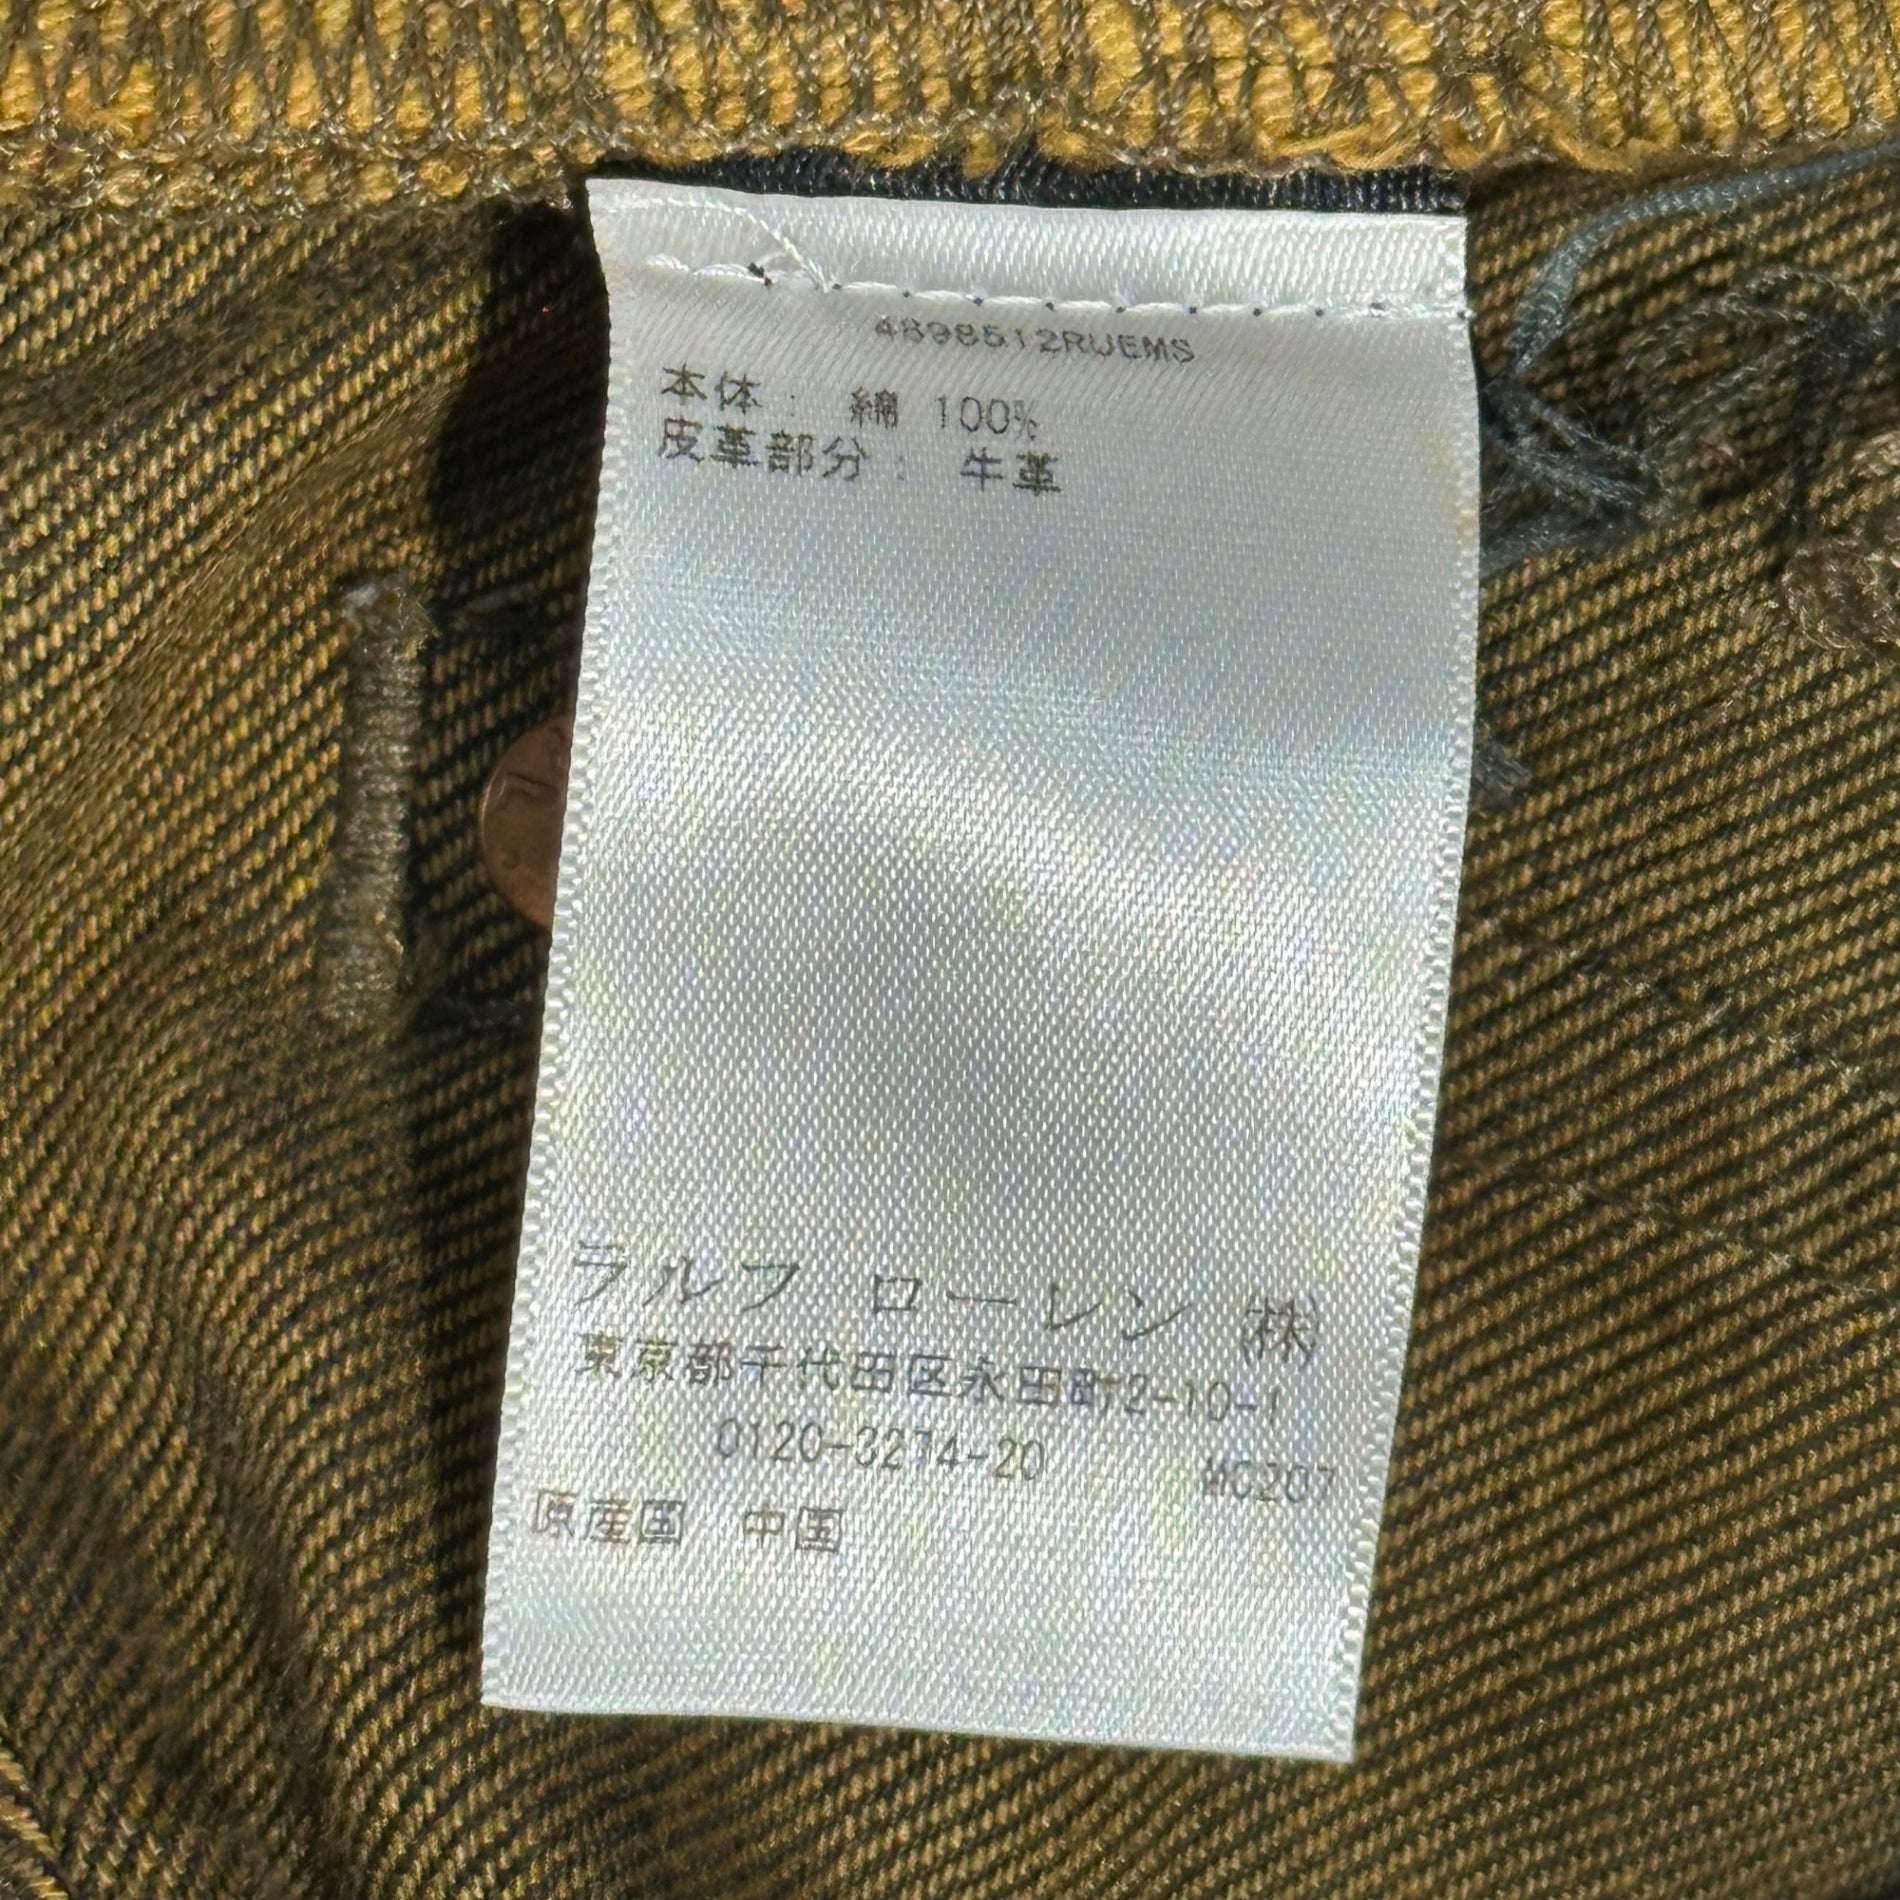 4898512RUEMS
本体： 綿 100%
皮革部分： 牛革
ラルフ ローレン (株)
東京都千代田区永田町2-10-1
0120-3274-20 MC207
原産国 中国